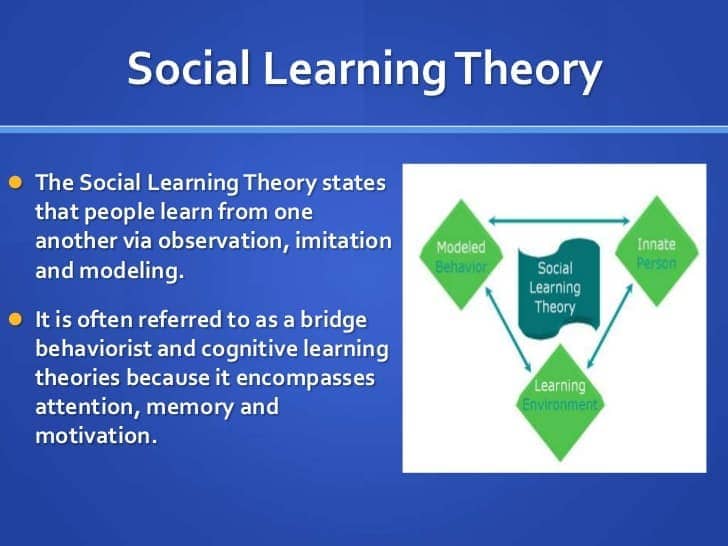 Social Learning Theory
The Social Learning Theory states
that people learn from one
another via observation, imitation
and modeling.
It is often referred to as a bridge
behaviorist and cognitive learning
theories because it encompasses
attention, memory and
motivation.
Modeled
Behavior
Social
Learning
Theory
Innate
Person
Learning
Environment